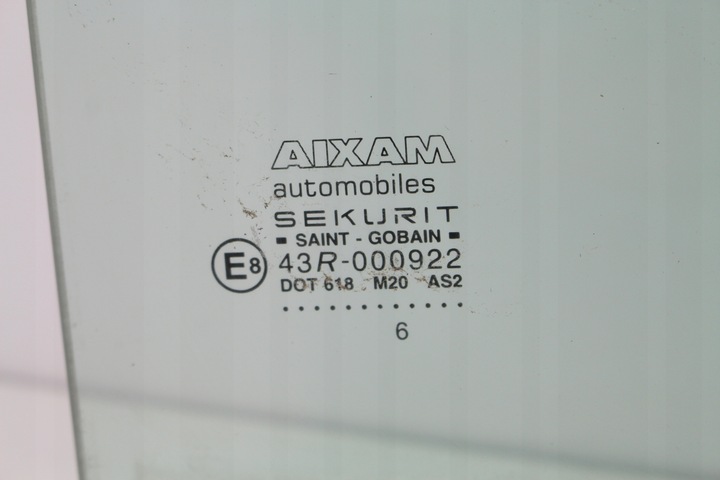 AIXAM
automobiles
SEKURIT
SAINT - GOBAIN
E8 43R-000922
DOT 618 M20 AS2
............
6